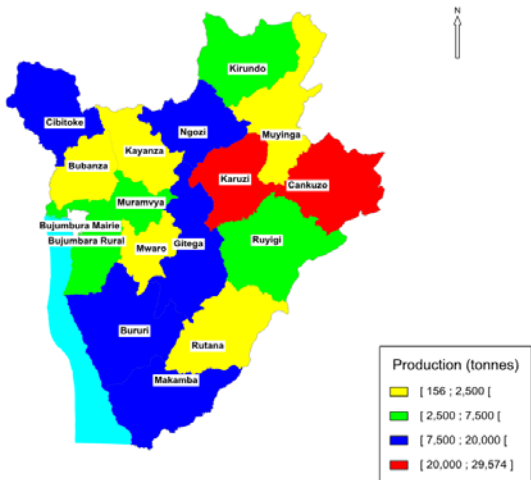 N
Kirundo
Cibitoke
Ngozi
Muyinga
Kayanza
Bubanza
Karuzi
Cankuzo
Muramvya
Bujumbura Mairie
Bujumbara Rural
Mwaro
Gitega
Ruyigi
Bururi
Rutana
Makamba
Production (tonnes)
[ 156 ; 2,500 [
[ 2,500 ; 7,500 [
[ 7,500 ; 20,000 [
[ 20,000 ; 29,574 [